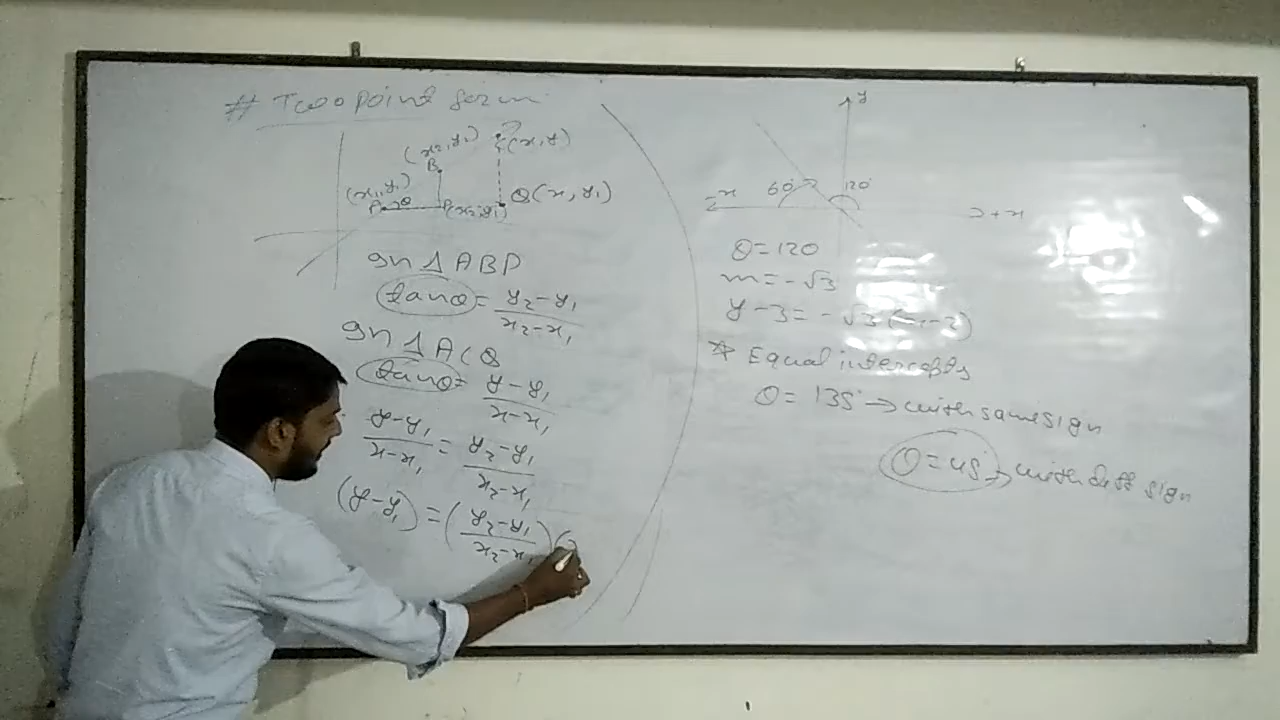 # Two point form
(x₂, y₂)
B
C(x, y)
(x₁, y₁)
A θ
P(x₂, y₁)
Q(x, y₁)
In Δ ABP
tanθ = (y₂-y₁)/(x₂-x₁)
In Δ ACQ
tanθ = (y-y₁)/(x-x₁)
(y-y₁)/(x-x₁) = (y₂-y₁)/(x₂-x₁)
(y-y₁) = ((y₂-y₁)/(x₂-x₁)) (
y
-x 60° 120°
+x
θ = 120
m = -√3
y-3 = -√3(
* Equal intercepts
θ = 135° → with same sign
θ = 45° → with diff sign